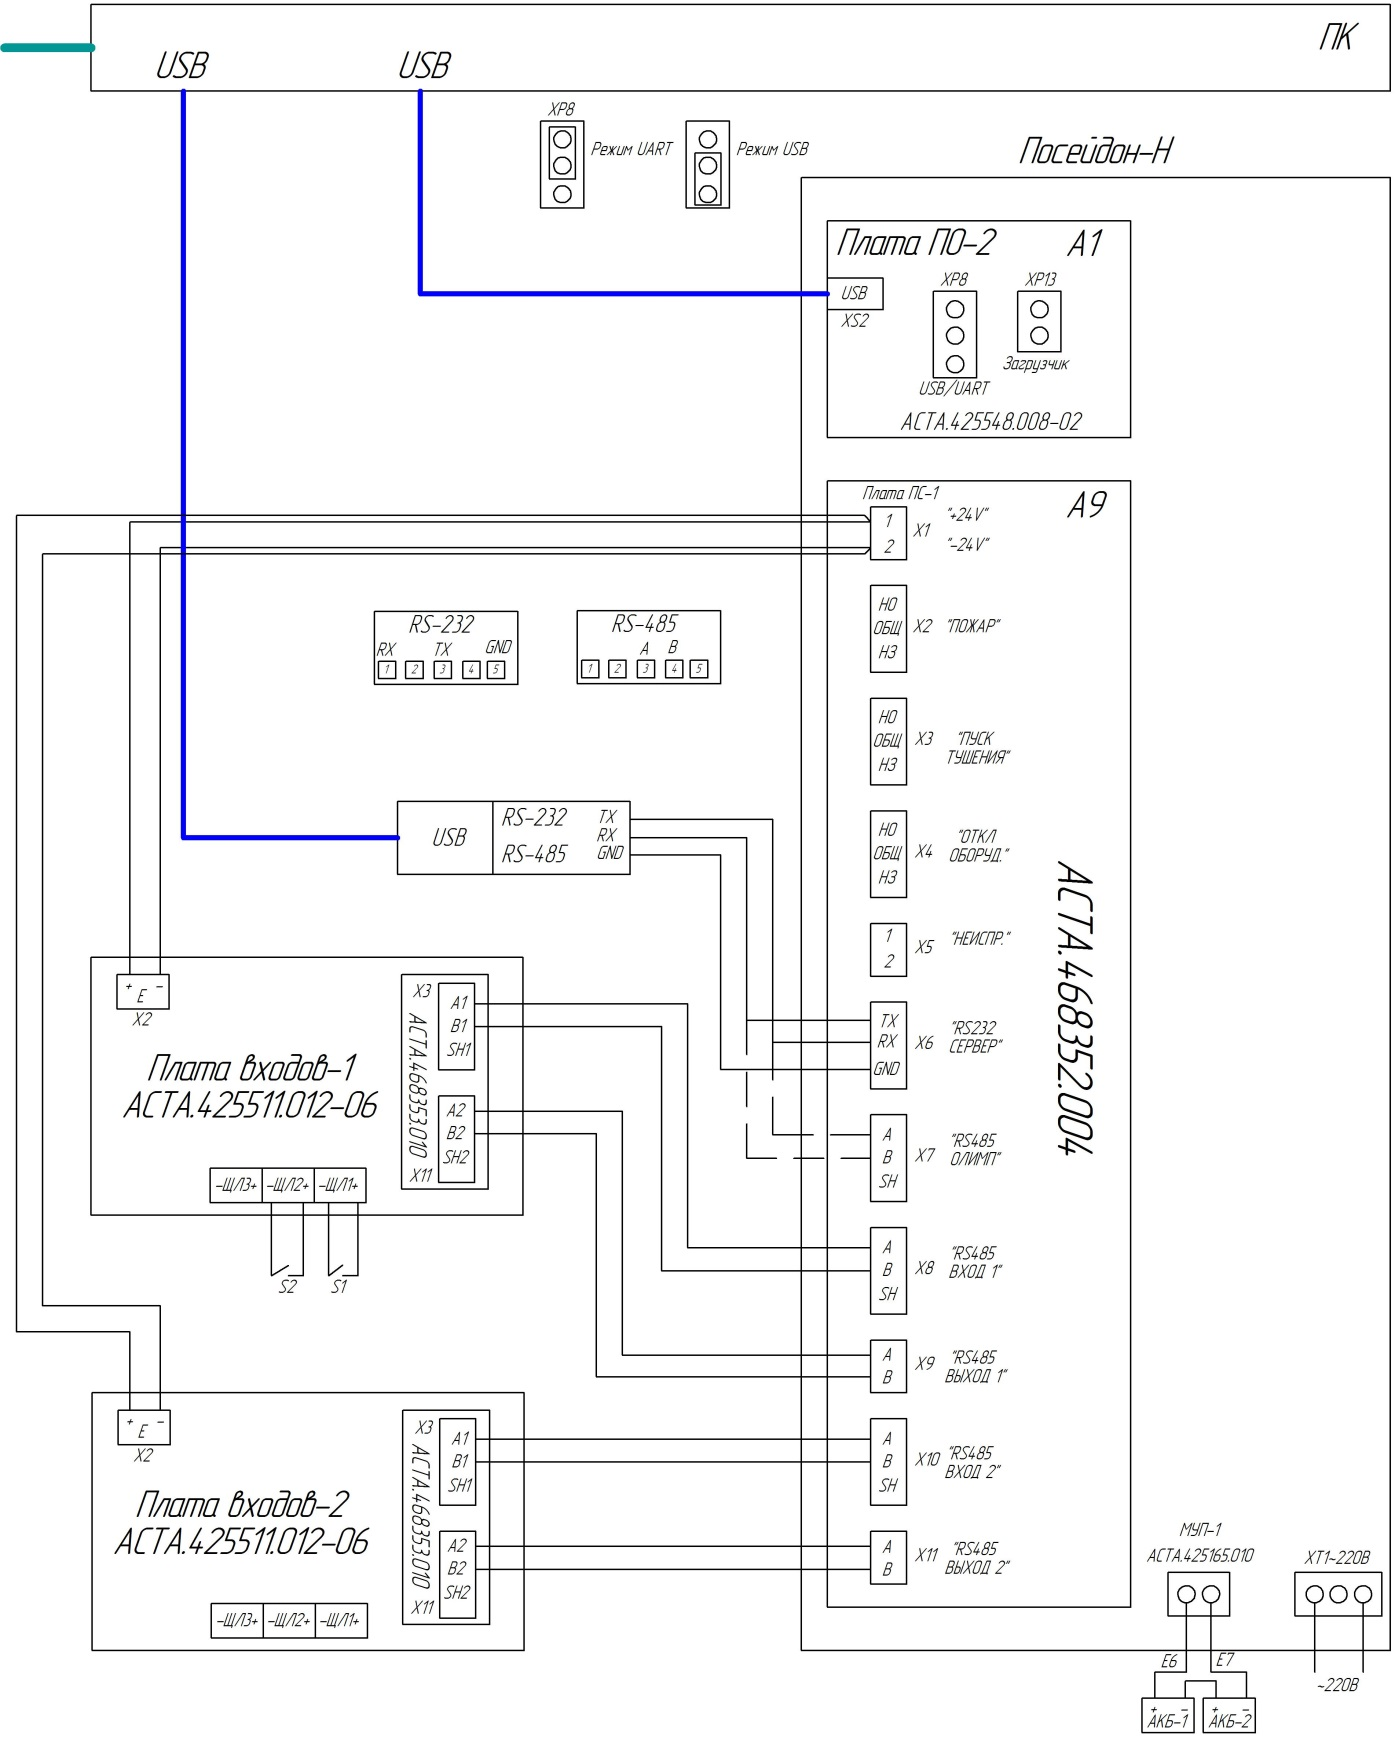 ПК
USB
USB
XP8
Режим UART
Режим USB
Посейдон-Н
Плата ПО-2
А1
USB
XS2
XP8
XP13
Загрузчик
USB/UART
АСТА.425548.008-02
Плата ПС-1
А9
1
2
X1
"+24V"
"-24V"
НО
ОБЩ
НЗ
X2
"ПОЖАР"
RS-232
RX
TX
GND
1
2
3
4
5
RS-485
A
B
1
2
3
4
5
НО
ОБЩ
НЗ
X3
"ПУСК
ТУШЕНИЯ"
USB
RS-232
RS-485
TX
RX
GND
НО
ОБЩ
НЗ
X4
"ОТКЛ
ОБОРУД."
АСТА.468352.004
1
2
X5
"НЕИСПР."
TX
RX
GND
X6
"RS232
СЕРВЕР"
A
B
SH
X7
"RS485
ОЛИМП"
A
B
SH
X8
"RS485
ВХОД 1"
A
B
X9
"RS485
ВЫХОД 1"
A
B
SH
X10
"RS485
ВХОД 2"
A
B
X11
"RS485
ВЫХОД 2"
+ E -
X2
Плата входов-1
АСТА.425511.012-06
X3
АСТА.468353.010
X11
A1
B1
SH1
A2
B2
SH2
-ШЛ3+
-ШЛ2+
-ШЛ1+
S2
S1
+ E -
X2
Плата входов-2
АСТА.425511.012-06
X3
АСТА.468353.010
X11
A1
B1
SH1
A2
B2
SH2
-ШЛ3+
-ШЛ2+
-ШЛ1+
МУП-1
АСТА.425165.010
XT1~220В
E6
E7
~220В
+ -
АКБ-1
+ -
АКБ-2